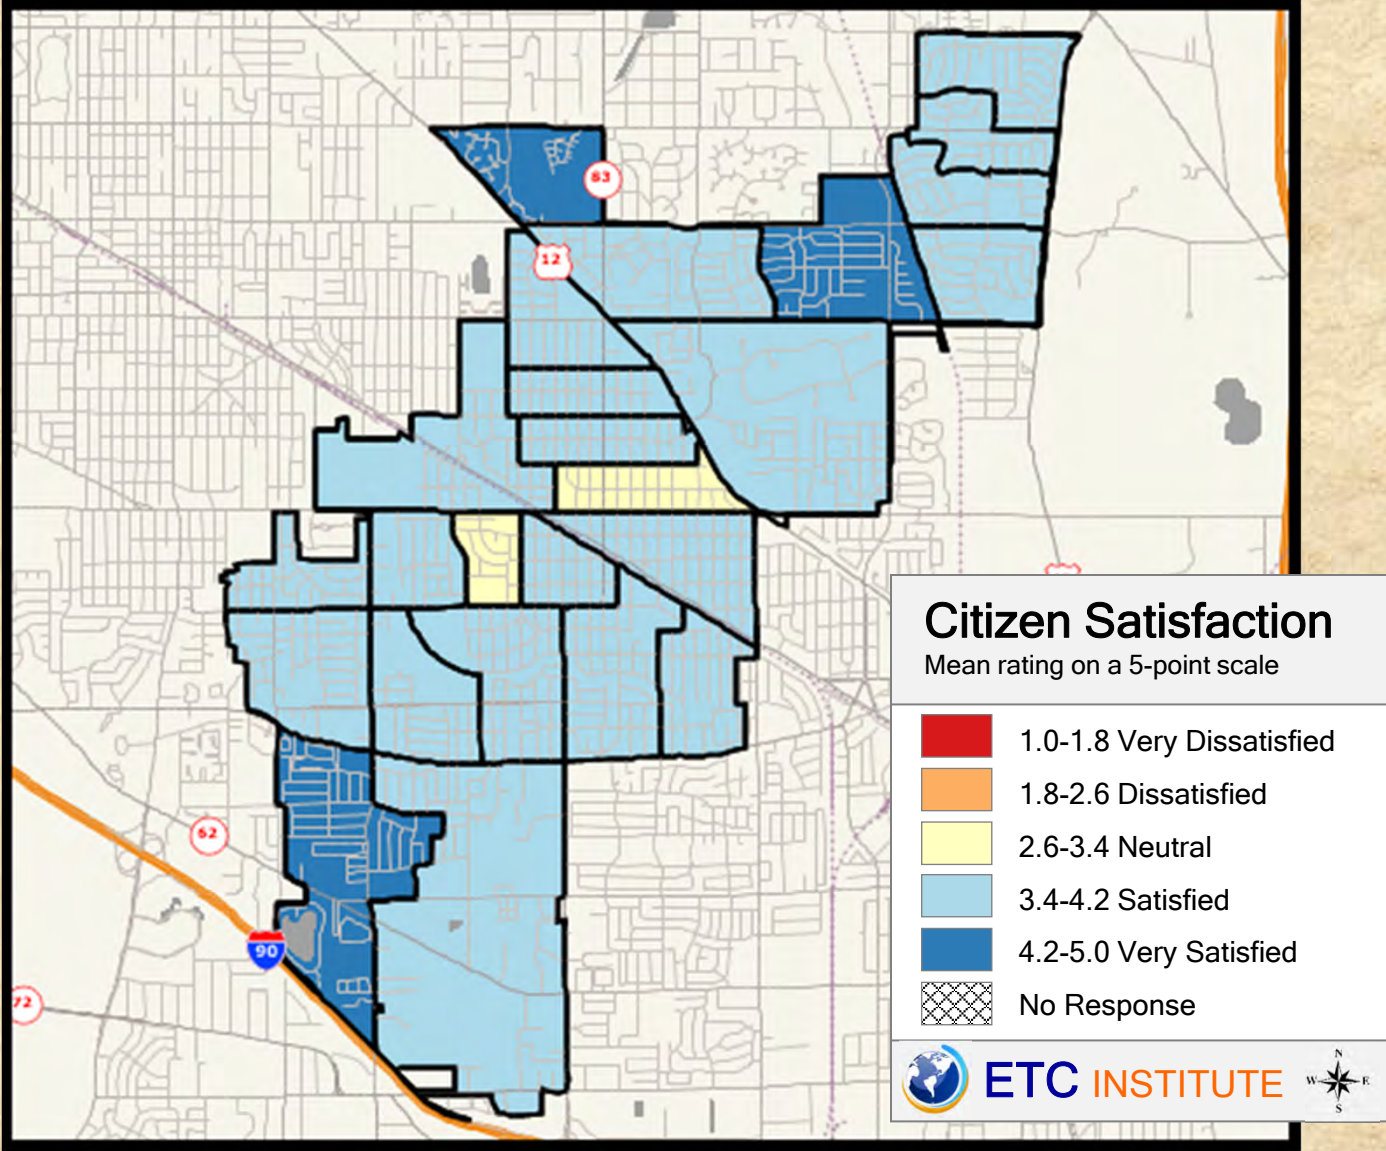 83
12
62
90
72
Citizen Satisfaction
Mean rating on a 5-point scale
1.0-1.8 Very Dissatisfied
1.8-2.6 Dissatisfied
2.6-3.4 Neutral
3.4-4.2 Satisfied
4.2-5.0 Very Satisfied
No Response
ETC INSTITUTE
N
W E
S